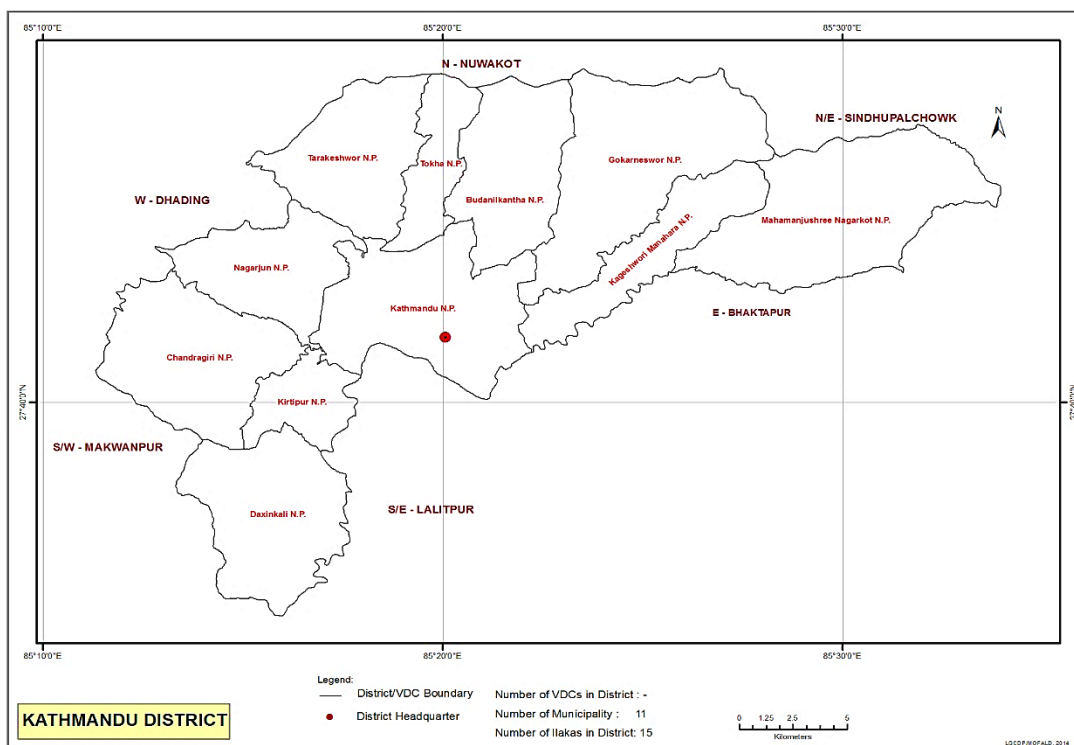 85°10'0"E 85°20'0"E 85°30'0"E
N - NUWAKOT
N/E - SINDHUPALCHOWK
N
Tarakeshwor N.P.
Tokha N.P.
Gokarneswor N.P.
W - DHADING
Budanilkantha N.P.
Mahamanjushree Nagarkot N.P.
Kageshwori Manahara N.P.
Nagarjun N.P.
Kathmandu N.P.
E - BHAKTAPUR
Chandragiri N.P.
Kirtipur N.P.
27°40'0"N 27°40'0"N
S/W - MAKWANPUR
Daxinkali N.P.
S/E - LALITPUR
85°10'0"E 85°20'0"E 85°30'0"E
Legend:
District/VDC Boundary
District Headquarter
Number of VDCs in District : -
Number of Municipality : 11
Number of Ilakas in District: 15
KATHMANDU DISTRICT
0 1.25 2.5 5
Kilometers
LGCDP/MOFALD, 2014